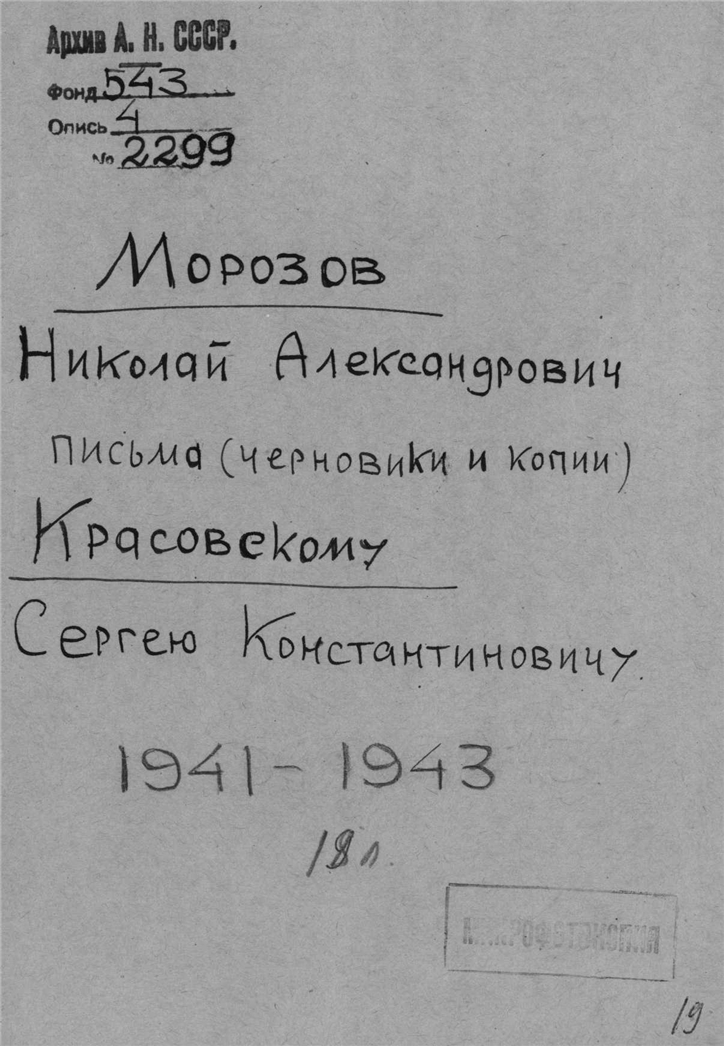 Архив А. Н. СССР.
Фонд 543
Опись 4
№ 2299
Морозов
Николай Александрович
письма (черновики и копии)
Красовскому
Сергею Константиновичу.
1941 - 1943
18 л.
19